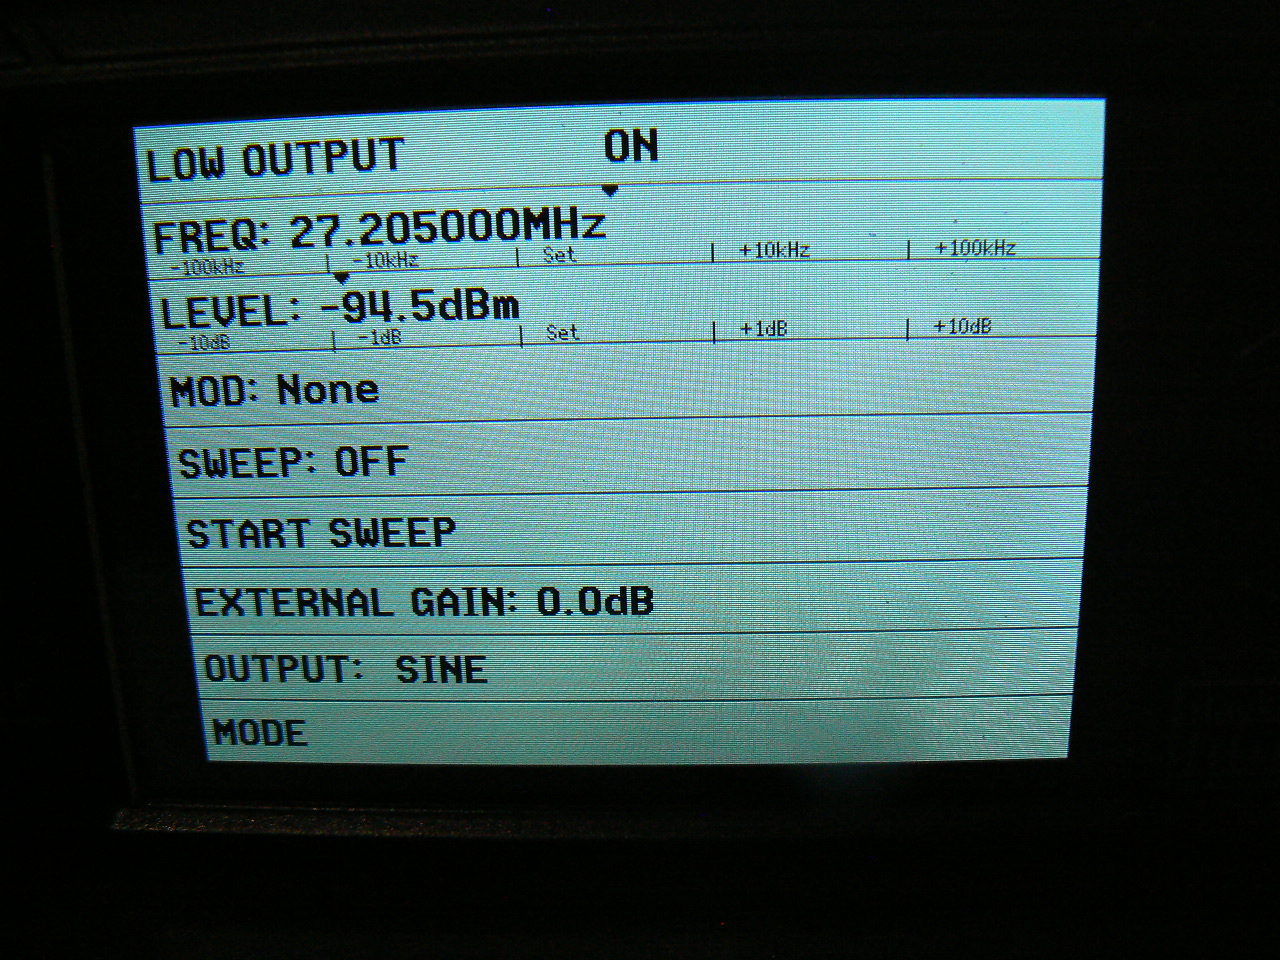 LOW OUTPUT ON
FREQ: 27.205000MHz
-100kHz -10kHz Set +10kHz +100kHz
LEVEL: -94.5dBm
-10dB -1dB Set +1dB +10dB
MOD: None
SWEEP: OFF
START SWEEP
EXTERNAL GAIN: 0.0dB
OUTPUT: SINE
MODE